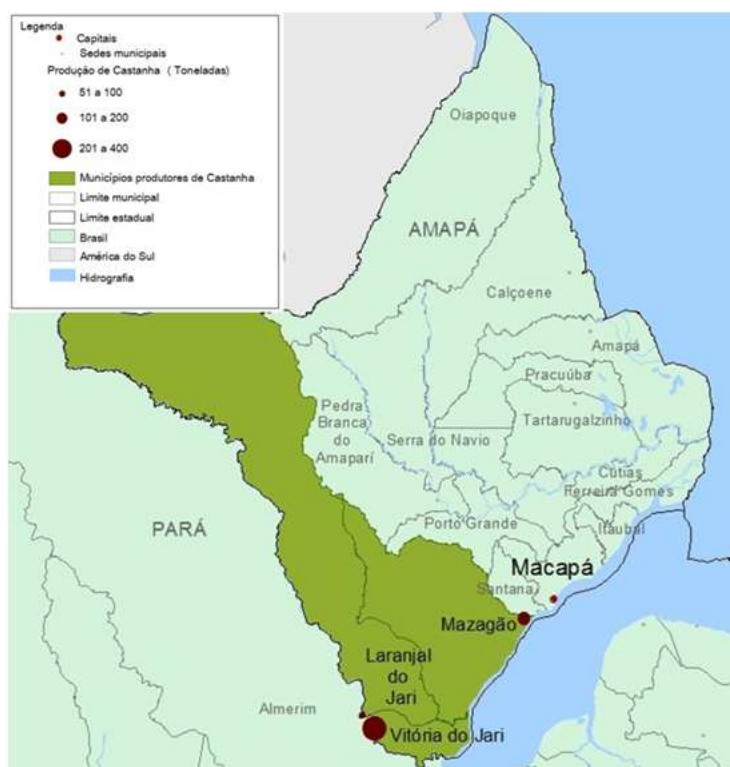 Legenda
Capitais
Sedes municipais
Produção de Castanha ( Toneladas)
51 a 100
101 a 200
201 a 400
Municípios produtores de Castanha
Limite municipal
Limite estadual
Brasil
América do Sul
Hidrografia
Oiapoque
AMAPÁ
Calçoene
Amapá
Pracuúba
Pedra
Branca
do
Amaparí
Tartarugalzinho
Serra do Navio
Cutias
Ferreira Gomes
PARÁ
Porto Grande
Itaubal
Macapá
Santana
Mazagão
Laranjal
do
Jari
Almerim
Vitória do Jari